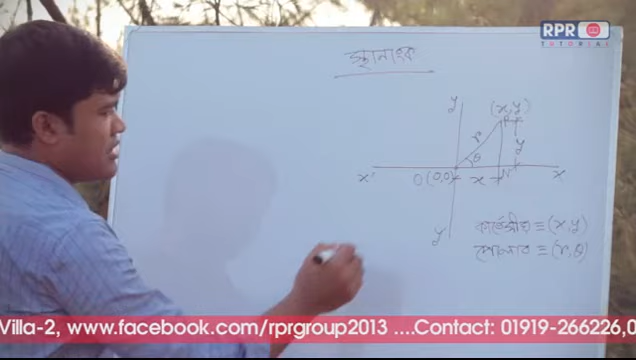 RPR
TUTORIAL
স্থানাংক
y
(x,y)
P
r
y
θ
x'
O(0,0)
x
N
x
y'
কার্তেসীয় ≡ (x,y)
পোলার ≡ (r,θ)
Villa-2, www.facebook.com/rprgroup2013 ....Contact: 01919-266226,0